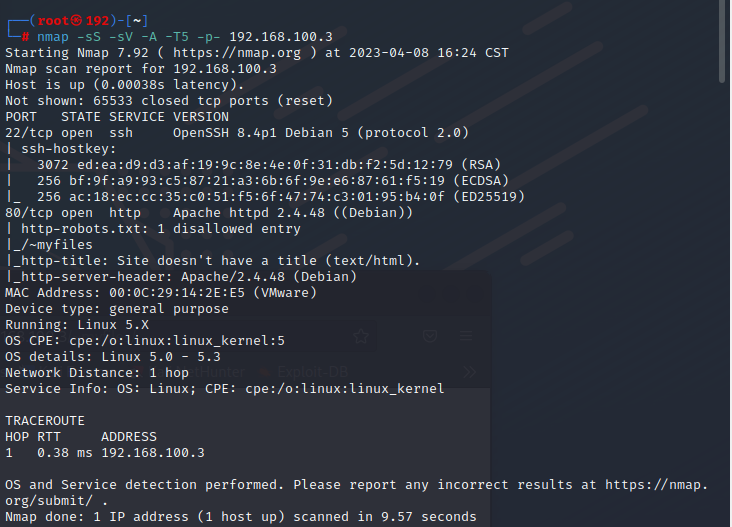 ┌──(root㉿192)-[~]
└─# nmap -sS -sV -A -T5 -p- 192.168.100.3
Starting Nmap 7.92 ( https://nmap.org ) at 2023-04-08 16:24 CST
Nmap scan report for 192.168.100.3
Host is up (0.00038s latency).
Not shown: 65533 closed tcp ports (reset)
PORT   STATE SERVICE VERSION
22/tcp open  ssh     OpenSSH 8.4p1 Debian 5 (protocol 2.0)
| ssh-hostkey:
|   3072 ed:ea:d9:d3:af:19:9c:8e:4e:0f:31:db:f2:5d:12:79 (RSA)
|   256 bf:9f:a9:93:c5:87:21:a3:6b:6f:9e:e6:87:61:f5:19 (ECDSA)
|_  256 ac:18:ec:cc:35:c0:51:f5:6f:47:74:c3:01:95:b4:0f (ED25519)
80/tcp open  http    Apache httpd 2.4.48 ((Debian))
| http-robots.txt: 1 disallowed entry
|_/~myfiles
|_http-title: Site doesn't have a title (text/html).
|_http-server-header: Apache/2.4.48 (Debian)
MAC Address: 00:0C:29:14:2E:E5 (VMware)
Device type: general purpose
Running: Linux 5.X
OS CPE: cpe:/o:linux:linux_kernel:5
OS details: Linux 5.0 - 5.3
Network Distance: 1 hop
Exploit-DB
Service Info: OS: Linux; CPE: cpe:/o:linux:linux_kernel
TRACEROUTE
HOP RTT     ADDRESS
1   0.38 ms 192.168.100.3
OS and Service detection performed. Please report any incorrect results at https://nmap.
org/submit/ .
Nmap done: 1 IP address (1 host up) scanned in 9.57 seconds